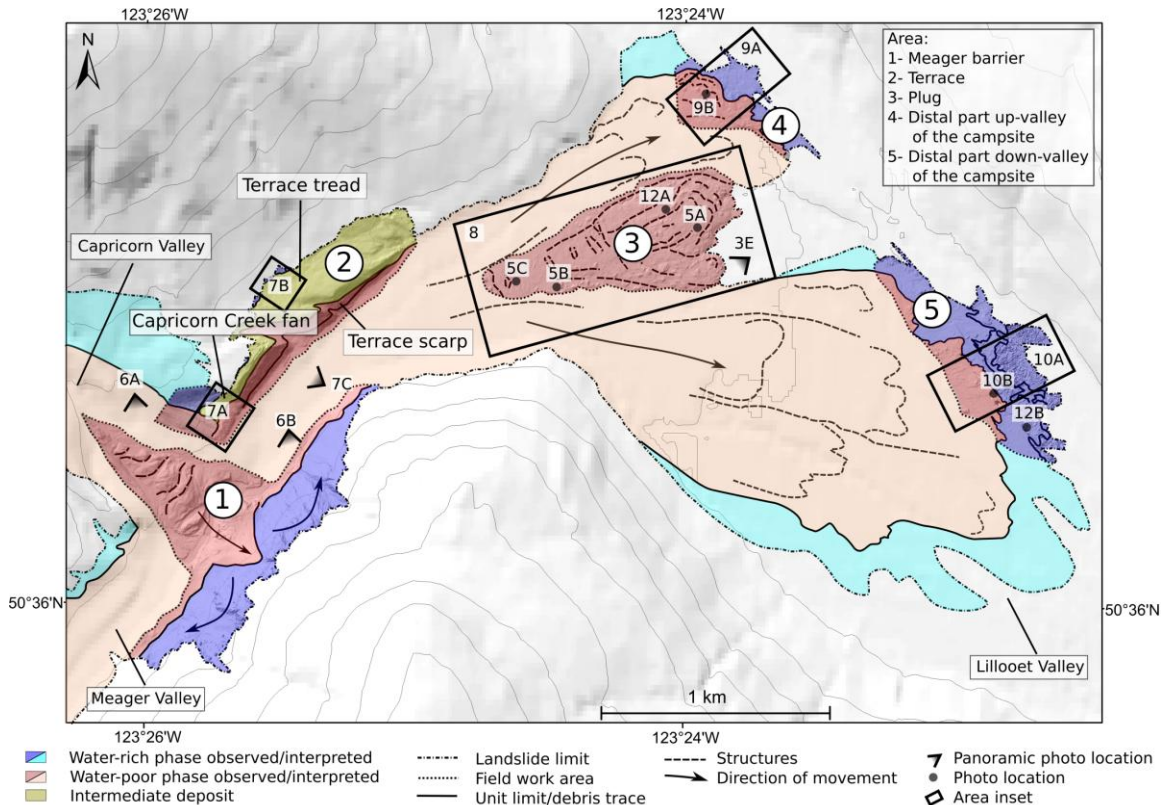 123°26'W
123°24'W
N
9A
Area:
1- Meager barrier
2- Terrace
3- Plug
4- Distal part up-valley
of the campsite
5- Distal part down-valley
of the campsite
9B
4
Terrace tread
12A
5A
8
3
3E
Capricorn Valley
2
5C
5B
7B
5
Capricorn Creek fan
Terrace scarp
10A
6A
7C
10B
7A
6B
12B
1
50°36'N
50°36'N
Lillooet Valley
Meager Valley
1 km
123°26'W
123°24'W
Water-rich phase observed/interpreted
Water-poor phase observed/interpreted
Intermediate deposit
Landslide limit
Field work area
Unit limit/debris trace
Structures
Direction of movement
Panoramic photo location
Photo location
Area inset